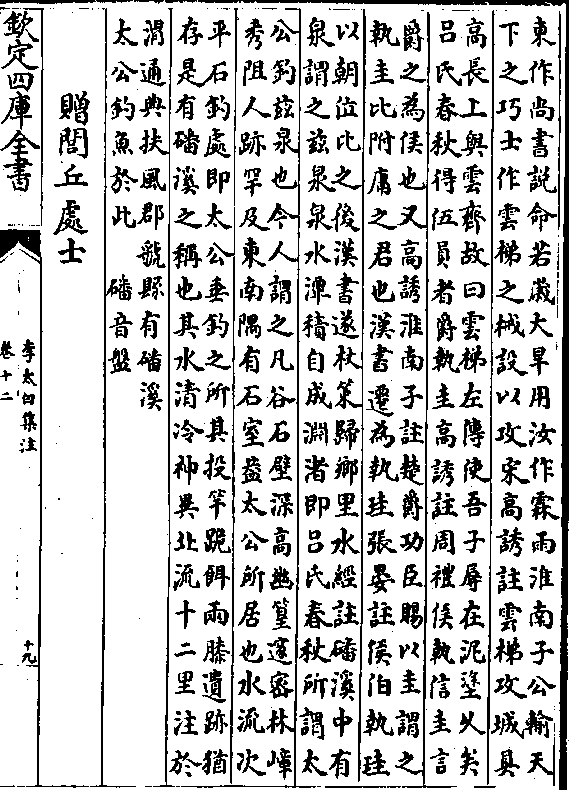 東作尚書説命若歳大旱用汝作霖雨淮南子公輸天
下之巧士作雲梯之械設以攻宋高誘註雲梯攻城具
高長上與雲齊故曰雲梯左傳使吾子辱在泥塗久矣
吕氏春秋得伍員者爵執圭高誘註周禮侯執信圭言
爵之為侯也又高誘淮南子註楚爵功臣賜以圭謂之
執圭比附庸之君也漢書遷為執珪張晏註侯伯執珪
以朝位比之後漢書遂杖策歸鄉里水經註磻溪中有
泉謂之兹泉泉水潭積自成淵渚即吕氏春秋所謂太
公釣兹泉也今人謂之凡谷石壁深高幽篁邃密林嶂
秀阻人跡罕及東南隅有石室葢太公所居也水流次
平石釣處即太公垂釣之所其投竿跪餌兩膝遺跡猶
存是有磻溪之稱也其水清冷神異北流十二里注於
渭通典扶風郡虢縣有磻溪
太公釣魚於此 磻音盤
贈閭丘處士
欽定四庫全書
李太白集注
卷十二
十九